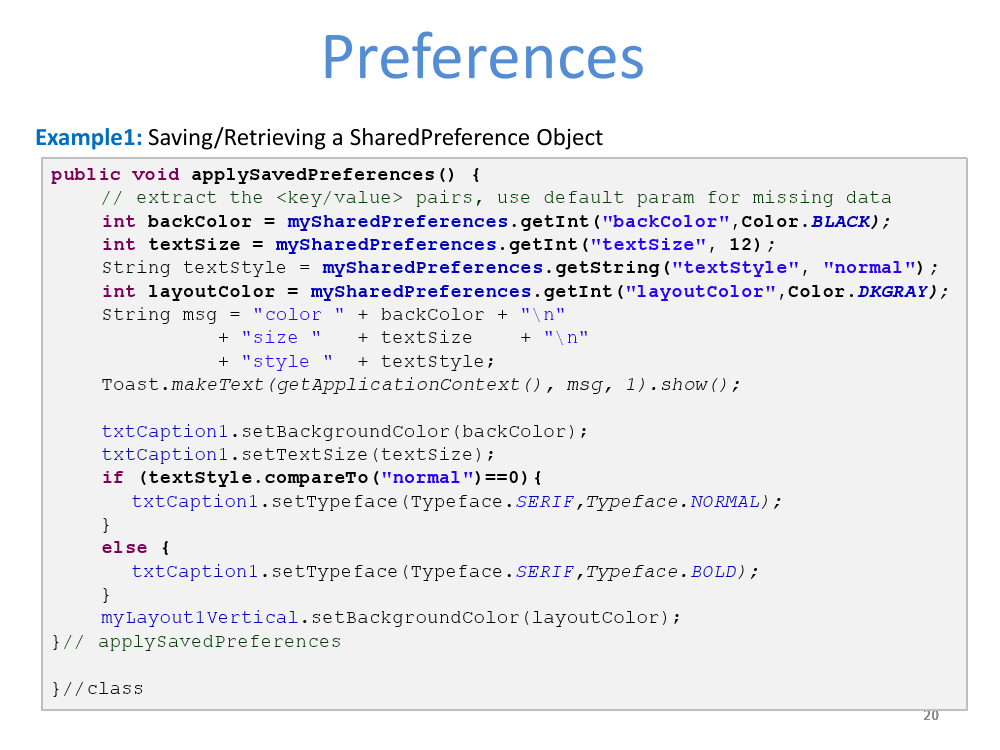 Preferences
Example1: Saving/Retrieving a SharedPreference Object
public void applySavedPreferences() {
// extract the <key/value> pairs, use default param for missing data
int backColor = mySharedPreferences.getInt("backColor",Color.BLACK);
int textSize = mySharedPreferences.getInt("textSize", 12);
String textStyle = mySharedPreferences.getString("textStyle", "normal");
int layoutColor = mySharedPreferences.getInt("layoutColor",Color.DKGRAY);
String msg = "color " + backColor + "\n"
+ "size " + textSize + "\n"
+ "style " + textStyle;
Toast.makeText(getApplicationContext(), msg, 1).show();
txtCaption1.setBackgroundColor(backColor);
txtCaption1.setTextSize(textSize);
if (textStyle.compareTo("normal")==0){
txtCaption1.setTypeface(Typeface.SERIF,Typeface.NORMAL);
}
else {
txtCaption1.setTypeface(Typeface.SERIF,Typeface.BOLD);
}
myLayout1Vertical.setBackgroundColor(layoutColor);
}// applySavedPreferences
}//class
20